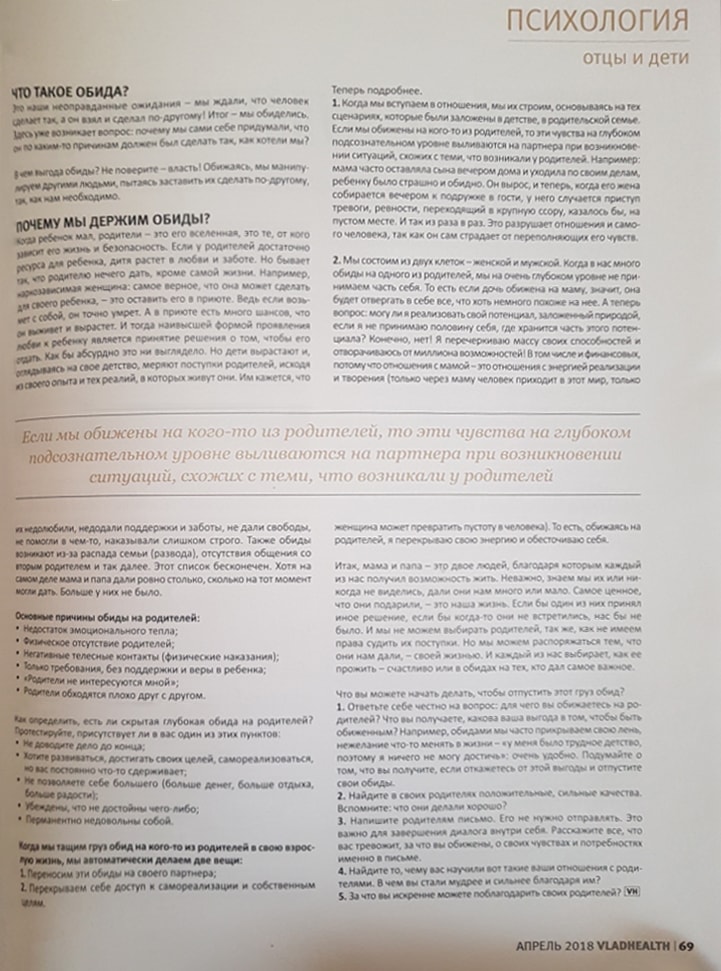 ПСИХОЛОГИЯ
отцы и дети
ЧТО ТАКОЕ ОБИДА?
Это наши неоправданные ожидания – мы ждали, что человек
сделает так, а он взял и сделал по-другому! Итог – мы обиделись.
Здесь уже возникает вопрос: почему мы сами себе придумали, что
он по каким-то причинам должен был сделать так, как хотели мы?
В чем выгода обиды? Не поверите – власть! Обижаясь, мы манипу-
лируем другими людьми, пытаясь заставить их сделать по-другому,
так, как нам необходимо.
ПОЧЕМУ МЫ ДЕРЖИМ ОБИДЫ?
Когда ребенок мал, родители – это его вселенная, это те, от кого
зависит его жизнь и безопасность. Если у родителей достаточно
ресурса для ребенка, дитя растет в любви и заботе. Но бывает
так, что родителю нечего дать, кроме самой жизни. Например,
наркозависимая женщина: самое верное, что она может сделать
для своего ребенка, – это оставить его в приюте. Ведь если возь-
мет с собой, он точно умрет. А в приюте есть много шансов, что
он выживет и вырастет. И тогда наивысшей формой проявления
любви к ребенку является принятие решения о том, чтобы его
отдать. Как бы абсурдно это ни выглядело. Но дети вырастают и,
оглядываясь на свое детство, меряют поступки родителей, исходя
из своего опыта и тех реалий, в которых живут они. Им кажется, что
Теперь подробнее.
1. Когда мы вступаем в отношения, мы их строим, основываясь на тех
сценариях, которые были заложены в детстве, в родительской семье.
Если мы обижены на кого-то из родителей, то эти чувства на глубоком
подсознательном уровне выливаются на партнера при возникнове-
нии ситуаций, схожих с теми, что возникали у родителей. Например:
мама часто оставляла сына вечером дома и уходила по своим делам,
ребенку было страшно и обидно. Он вырос, и теперь, когда его жена
собирается вечером к подружке в гости, у него случается приступ
тревоги, ревности, переходящий в крупную ссору, казалось бы, на
пустом месте. И так из раза в раз. Это разрушает отношения и само-
го человека, так как он сам страдает от переполняющих его чувств.
2. Мы состоим из двух клеток – женской и мужской. Когда в нас много
обиды на одного из родителей, мы на очень глубоком уровне не при-
нимаем часть себя. То есть если дочь обижена на маму, значит, она
будет отвергать в себе все, что хоть немного похоже на нее. А теперь
вопрос: могу ли я реализовать свой потенциал, заложенный природой,
если я не принимаю половину себя, где хранится часть этого потен-
циала? Конечно, нет! Я перечеркиваю массу своих способностей и
отворачиваюсь от миллиона возможностей! В том числе и финансовых,
потому что отношения с мамой – это отношения с энергией реализации
и творения (только через маму человек приходит в этот мир, только
Если мы обижены на кого-то из родителей, то эти чувства на глубоком
подсознательном уровне выливаются на партнера при возникновении
ситуаций, схожих с теми, что возникали у родителей
их недолюбили, недодали поддержки и заботы, не дали свободы,
не помогли в чем-то, наказывали слишком строго. Также обиды
возникают из-за распада семьи (развода), отсутствия общения со
вторым родителем и так далее. Этот список бесконечен. Хотя на
самом деле мама и папа дали ровно столько, сколько на тот момент
могли дать. Больше у них не было.
Основные причины обиды на родителей:
• Недостаток эмоционального тепла;
• Физическое отсутствие родителей;
• Негативные телесные контакты (физические наказания);
• Только требования, без поддержки и веры в ребенка;
• «Родители не интересуются мной»;
• Родители обходятся плохо друг с другом.
Как определить, есть ли скрытая глубокая обида на родителей?
Протестируйте, присутствует ли в вас один из этих пунктов:
• Не доводите дело до конца;
• Хотите развиваться, достигать своих целей, самореализоваться,
но вас постоянно что-то сдерживает;
• Не позволяете себе большего (больше денег, больше отдыха,
больше радости);
• Убеждены, что не достойны чего-либо;
• Перманентно недовольны собой.
Когда мы тащим груз обид на кого-то из родителей в свою взрос-
лую жизнь, мы автоматически делаем две вещи:
1. Переносим эти обиды на своего партнера;
2. Перекрываем себе доступ к самореализации и собственным
целям.
женщина может превратить пустоту в человека). То есть, обижаясь на
родителей, я перекрываю свою энергию и обесточиваю себя.
Итак, мама и папа – это двое людей, благодаря которым каждый
из нас получил возможность жить. Неважно, знаем мы их или ни-
когда не виделись, дали они нам много или мало. Самое ценное,
что они подарили, – это наша жизнь. Если бы один из них принял
иное решение, если бы когда-то они не встретились, нас бы не
было. И мы не можем выбирать родителей, так же, как не имеем
права судить их поступки. Но мы можем распоряжаться тем, что
они нам дали, – своей жизнью. И каждый из нас выбирает, как ее
прожить – счастливо или в обидах на тех, кто дал самое важное.
Что вы можете начать делать, чтобы отпустить этот груз обид?
1. Ответьте себе честно на вопрос: для чего вы обижаетесь на ро-
дителей? Что вы получаете, какова ваша выгода в том, чтобы быть
обиженным? Например, обидами мы часто прикрываем свою лень,
нежелание что-то менять в жизни – «у меня было трудное детство,
поэтому я ничего не могу достичь»: очень удобно. Подумайте о
том, что вы получите, если откажетесь от этой выгоды и отпустите
свои обиды.
2. Найдите в своих родителях положительные, сильные качества.
Вспомните: что они делали хорошо?
3. Напишите родителям письмо. Его не нужно отправлять. Это
важно для завершения диалога внутри себя. Расскажите все, что
вас тревожит, за что вы обижены, о своих чувствах и потребностях
именно в письме.
4. Найдите то, чему вас научили вот такие ваши отношения с роди-
телями. В чем вы стали мудрее и сильнее благодаря им?
5. За что вы искренне можете поблагодарить своих родителей? VH
АПРЕЛЬ 2018 VLADHEALTH | 69